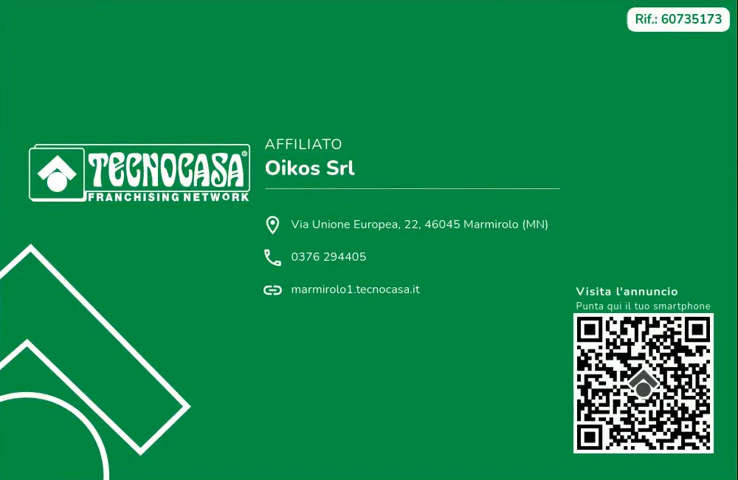 Rif.: 60735173
AFFILIATO
Oikos Srl
TECNOCASA®
FRANCHISING NETWORK
Via Unione Europea, 22, 46045 Marmirolo (MN)
0376 294405
marmirolo1.tecnocasa.it
Visita l'annuncio
Punta qui il tuo smartphone